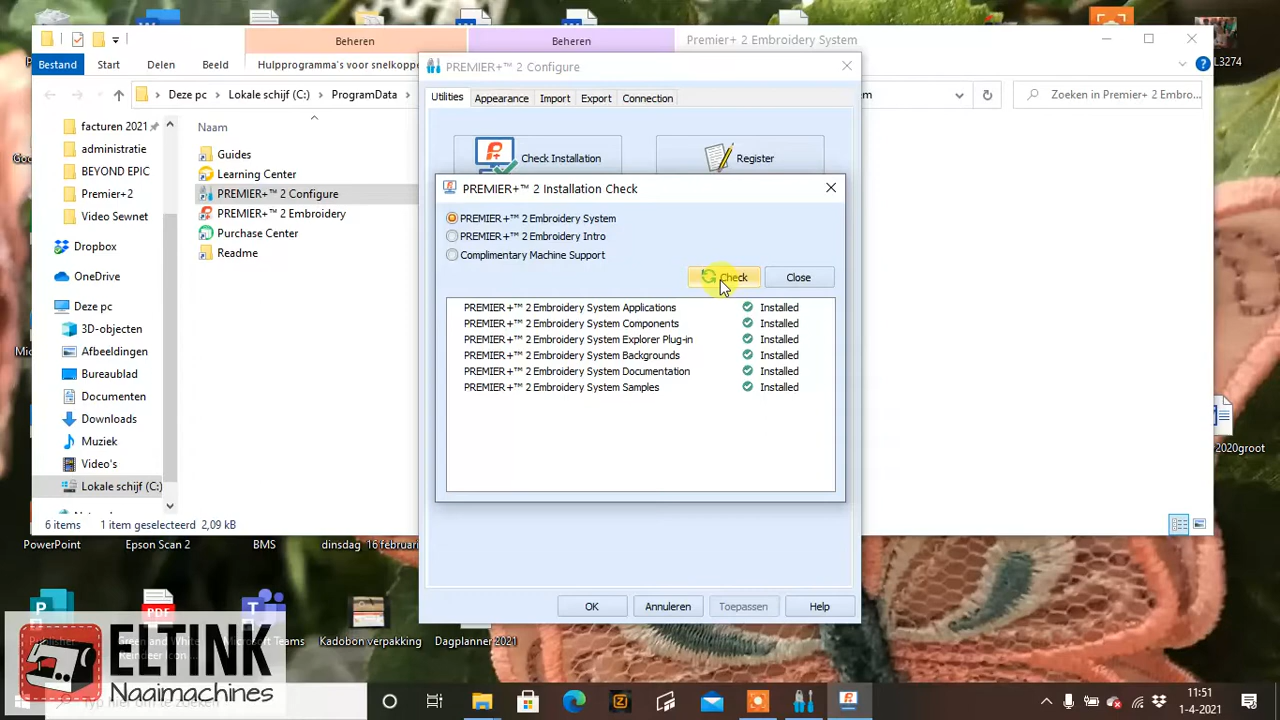 Beheren
Beheren
Premier+ 2 Embroidery System
Bestand
Start
Delen
Beeld
Hulpprogramma's voor snelkopp
Deze pc
Lokale schijf (C:)
ProgramData
Zoeken in Premier+ 2 Embro...
L3274
facturen 2021
administratie
BEYOND EPIC
Premier+2
Video Sewnet
Dropbox
OneDrive
Deze pc
3D-objecten
Afbeeldingen
Bureaublad
Documenten
Downloads
Muziek
Video's
Lokale schijf (C:)
Naam
Guides
Learning Center
PREMIER+™ 2 Configure
PREMIER+™ 2 Embroidery
Purchase Center
Readme
6 items
1 item geselecteerd 2,09 kB
PREMIER+™ 2 Configure
Utilities
Appearance
Import
Export
Connection
Check Installation
Register
PREMIER+™ 2 Installation Check
PREMIER+™ 2 Embroidery System
PREMIER+™ 2 Embroidery Intro
Complimentary Machine Support
Check
Close
PREMIER+™ 2 Embroidery System Applications Installed
PREMIER+™ 2 Embroidery System Components Installed
PREMIER+™ 2 Embroidery System Explorer Plug-in Installed
PREMIER+™ 2 Embroidery System Backgrounds Installed
PREMIER+™ 2 Embroidery System Documentation Installed
PREMIER+™ 2 Embroidery System Samples Installed
OK
Annuleren
Toepassen
Help
2020groot
PowerPoint
Epson Scan 2
BMS
dinsdag 16 februari
Publisher
Green and White
Reindeer Icon
Microsoft Teams
Kadobon verpakking
Dagplanner 2021
ELTINK
Naaimachines
11:51
1-4-2021